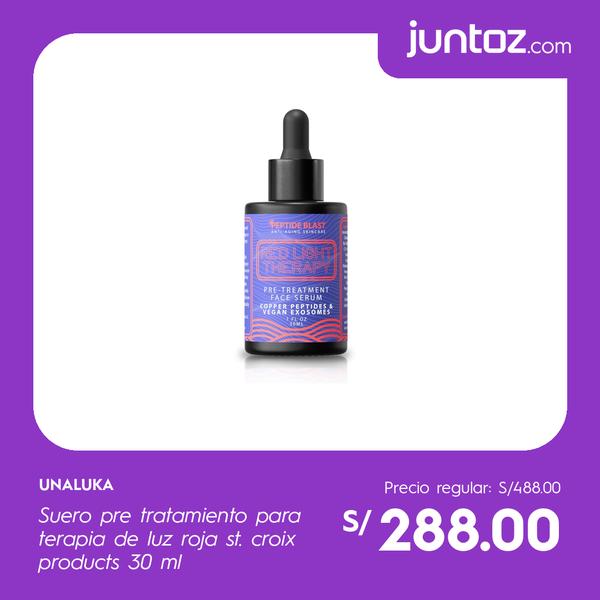 juntoz.com
PEPTIDE BLAST
ANTI-AGING SKINCARE
RED LIGHT
THERAPY
PRE-TREATMENT
FACE SERUM
COPPER PEPTIDES &
VEGAN EXOSOMES
1 FL OZ
30ML
UNALUKA
Suero pre tratamiento para
terapia de luz roja st. croix
products 30 ml
Precio regular: S/488.00
S/288.00